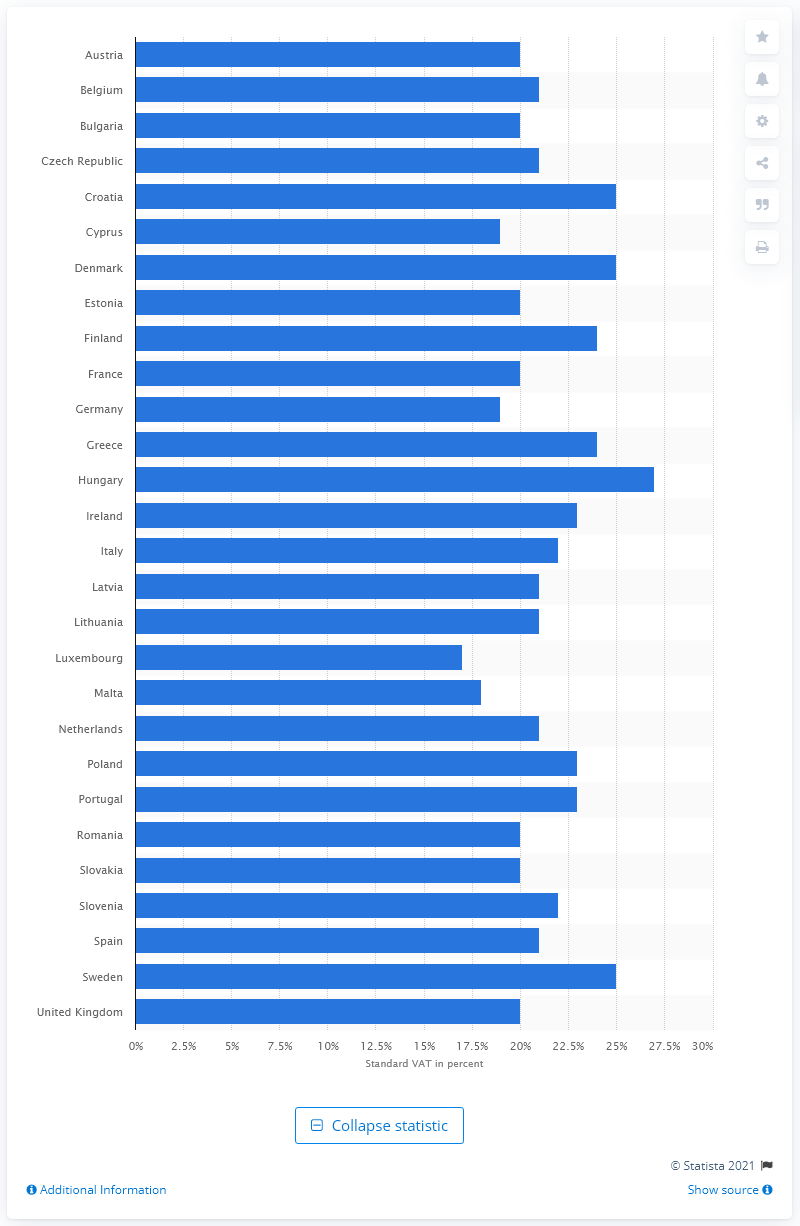 Austria
Belgium
Bulgaria
Czech Republic
Croatia
Cyprus
Denmark
Estonia
Finland
France
Germany
Greece
Hungary
Ireland
Italy
Latvia
Lithuania
Luxembourg
Malta
Netherlands
Poland
Portugal
Romania
Slovakia
Slovenia
Spain
Sweden
United Kingdom
0% 2.5% 5% 7.5% 10% 12.5% 15% 17.5% 20% 22.5% 25% 27.5% 30%
Standard VAT in percent
Collapse statistic
© Statista 2021
Additional Information Show source